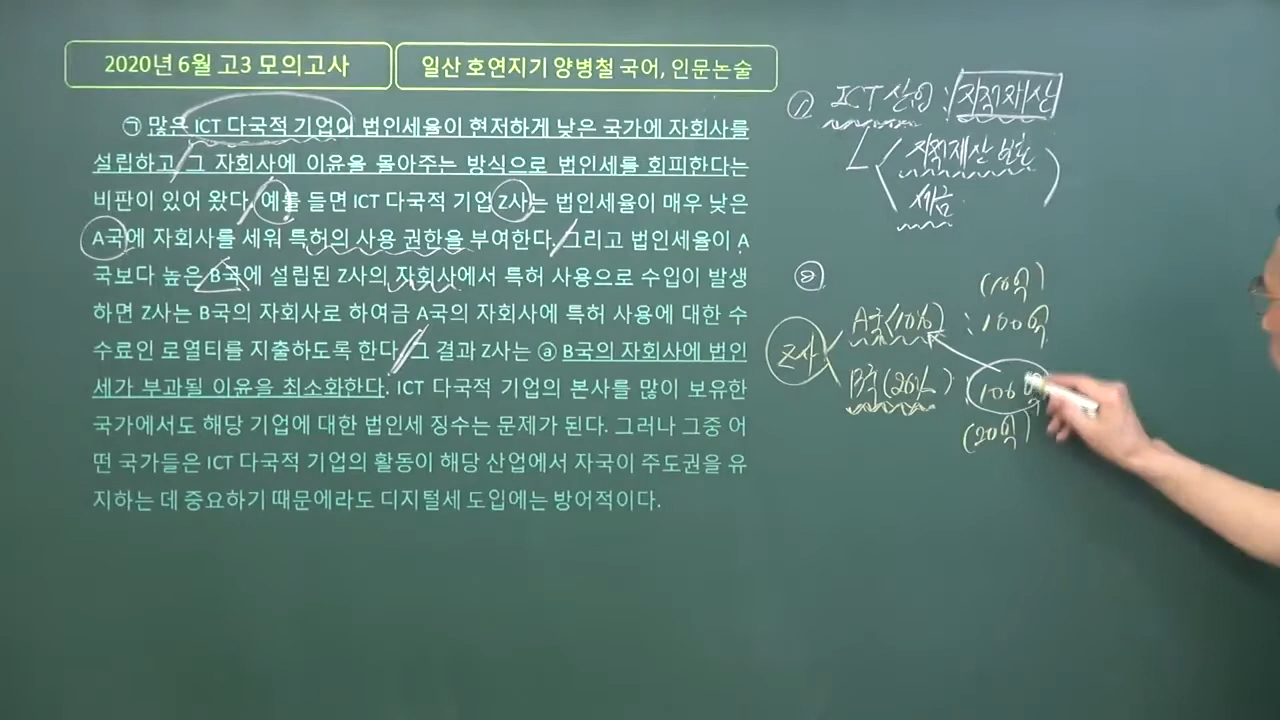 2020년 6월 고3 모의고사
일산 호연지기 양병철 국어, 인문논술
㉠ 많은 ICT 다국적 기업이 법인세율이 현저하게 낮은 국가에 자회사를
설립하고 그 자회사에 이윤을 몰아주는 방식으로 법인세를 회피한다는
비판이 있어 왔다. 예를 들면 ICT 다국적 기업 Z사는 법인세율이 매우 낮은
A국에 자회사를 세워 특허의 사용 권한을 부여한다. 그리고 법인세율이 A
국보다 높은 B국에 설립된 Z사의 자회사에서 특허 사용으로 수입이 발생
하면 Z사는 B국의 자회사로 하여금 A국의 자회사에 특허 사용에 대한 수
수료인 로열티를 지출하도록 한다. 그 결과 Z사는 ⓐ B국의 자회사에 법인
세가 부과될 이윤을 최소화한다. ICT 다국적 기업의 본사를 많이 보유한
국가에서도 해당 기업에 대한 법인세 징수는 문제가 된다. 그러나 그중 어
떤 국가들은 ICT 다국적 기업의 활동이 해당 산업에서 자국이 주도권을 유
지하는 데 중요하기 때문에라도 디지털세 도입에는 방어적이다.
① ICT 산업 : 지적재산
지적재산 보호
세금
②
(10억)
Z사 A국(10%) : 100억
B국(20%) : 100억
(20억)